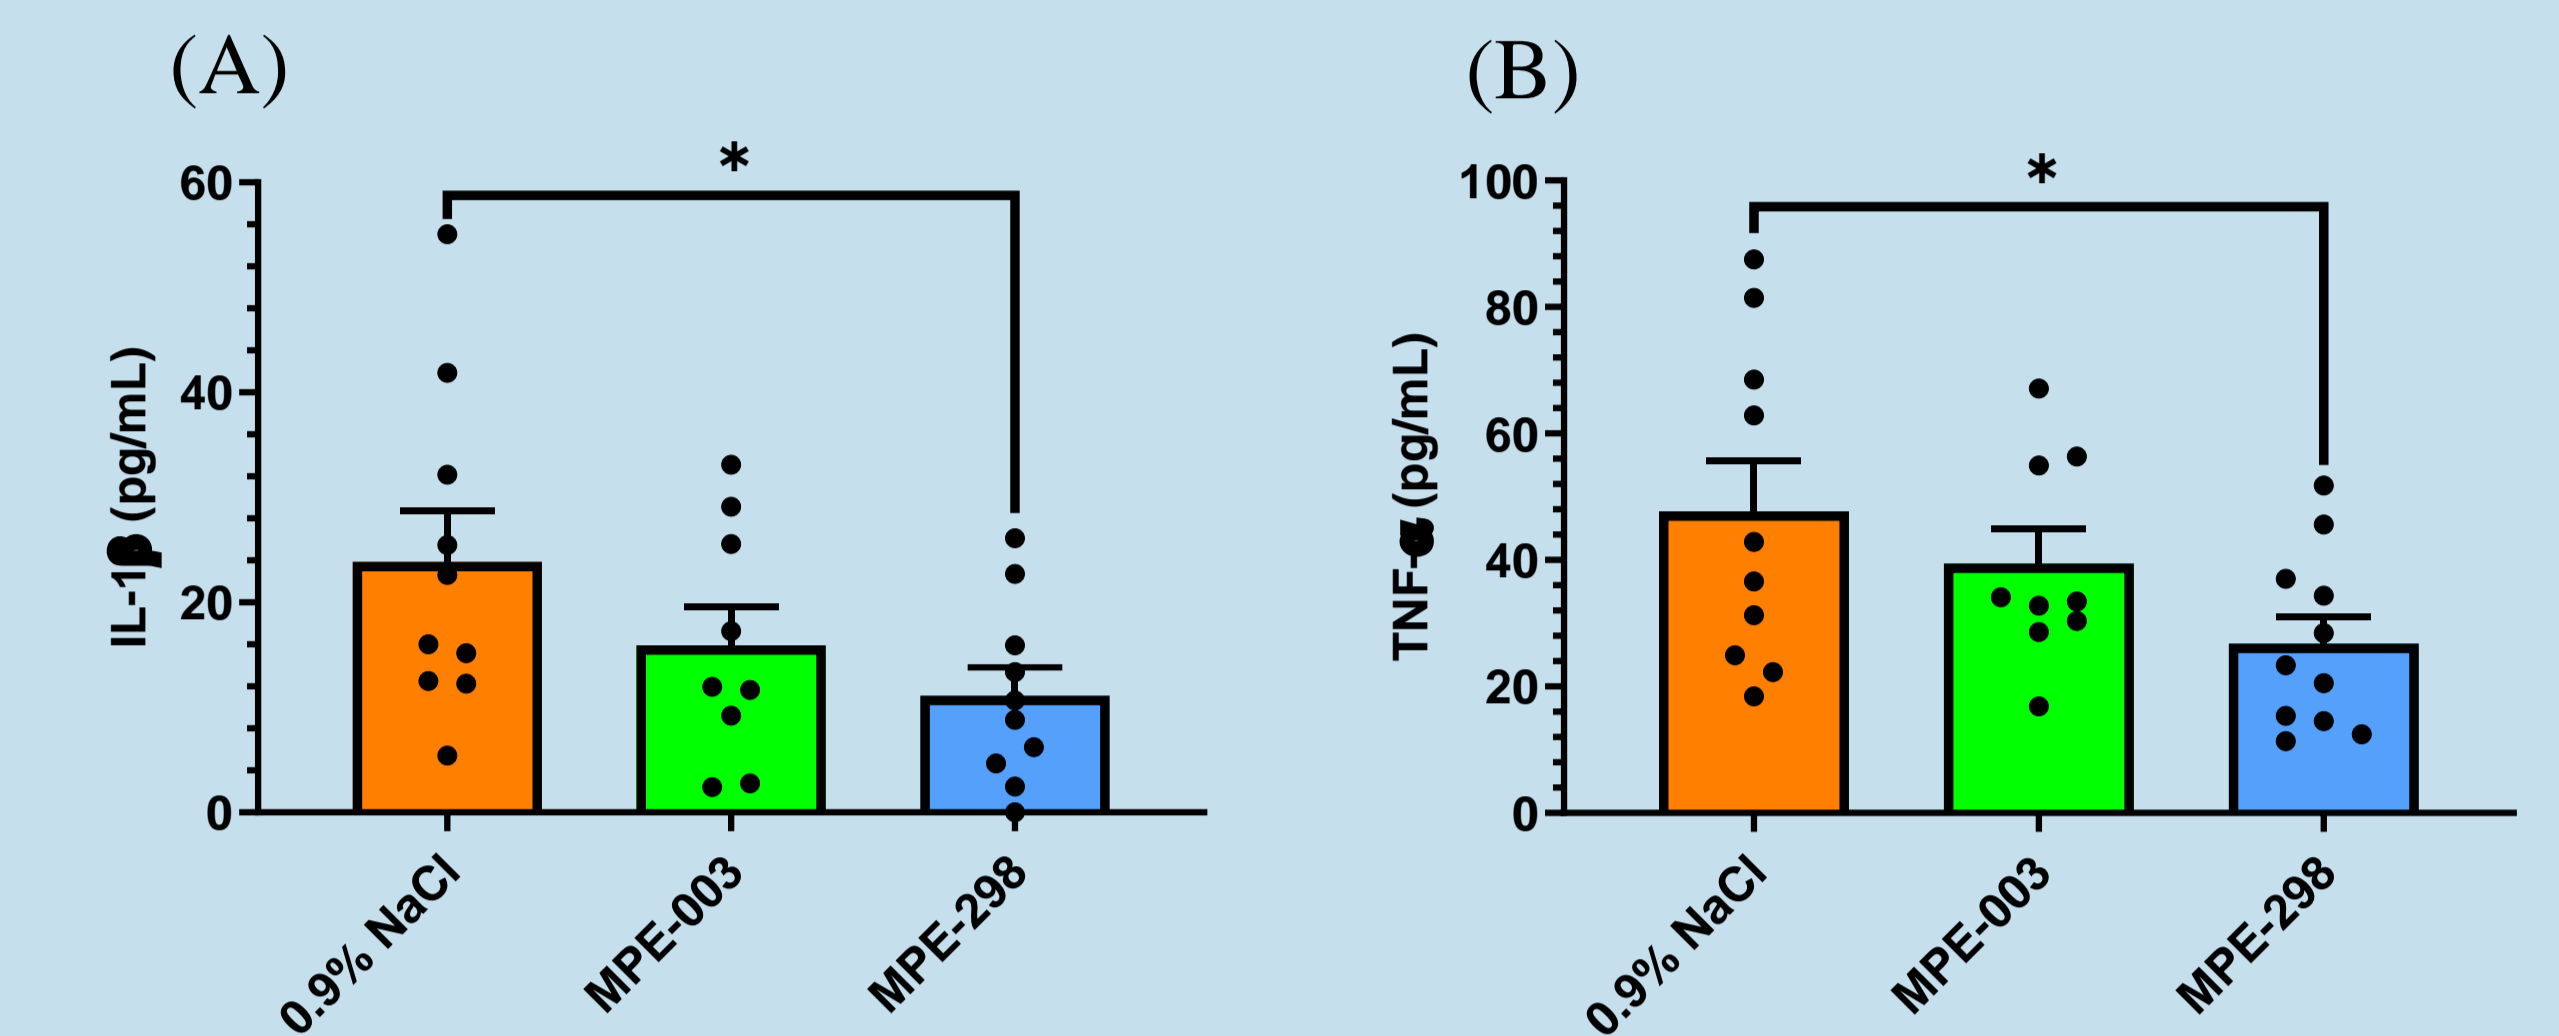 (A)
IL-1β (pg/mL)
60
40
20
0
*
0.9% NaCl
MPE-003
MPE-298
(B)
TNF-α (pg/mL)
100
80
60
40
20
0
*
0.9% NaCl
MPE-003
MPE-298